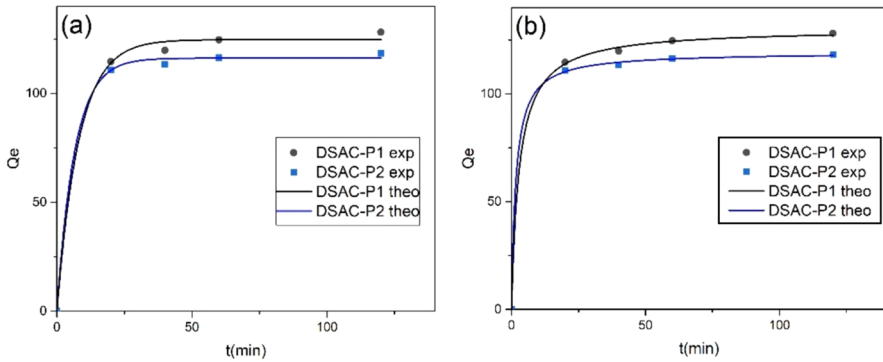 (a)
Qe
100
50
0
DSAC-P1 exp
DSAC-P2 exp
DSAC-P1 theo
DSAC-P2 theo
0
50
100
t(min)
(b)
Qe
100
50
0
DSAC-P1 exp
DSAC-P2 exp
DSAC-P1 theo
DSAC-P2 theo
0
50
100
t(min)